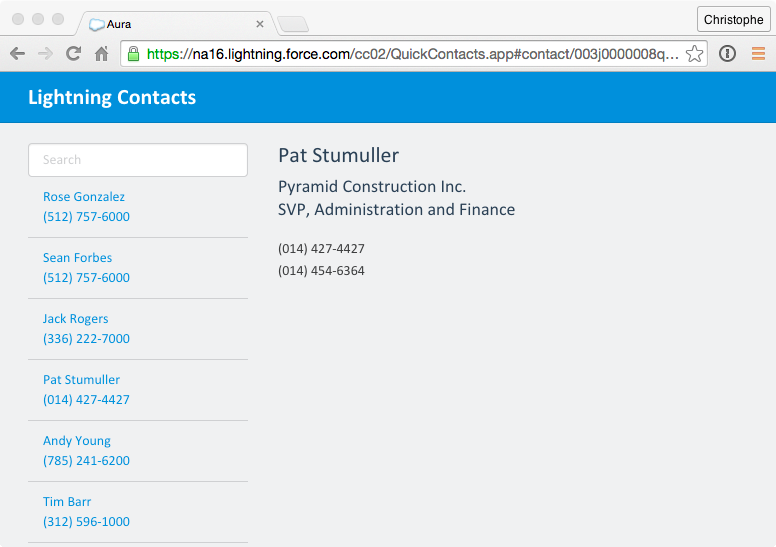 Aura
Christophe
https://na16.lightning.force.com/cc02/QuickContacts.app#contact/003j0000008q...
Lightning Contacts
Search
Rose Gonzalez
(512) 757-6000
Sean Forbes
(512) 757-6000
Jack Rogers
(336) 222-7000
Pat Stumuller
(014) 427-4427
Andy Young
(785) 241-6200
Tim Barr
(312) 596-1000
Pat Stumuller
Pyramid Construction Inc.
SVP, Administration and Finance
(014) 427-4427
(014) 454-6364